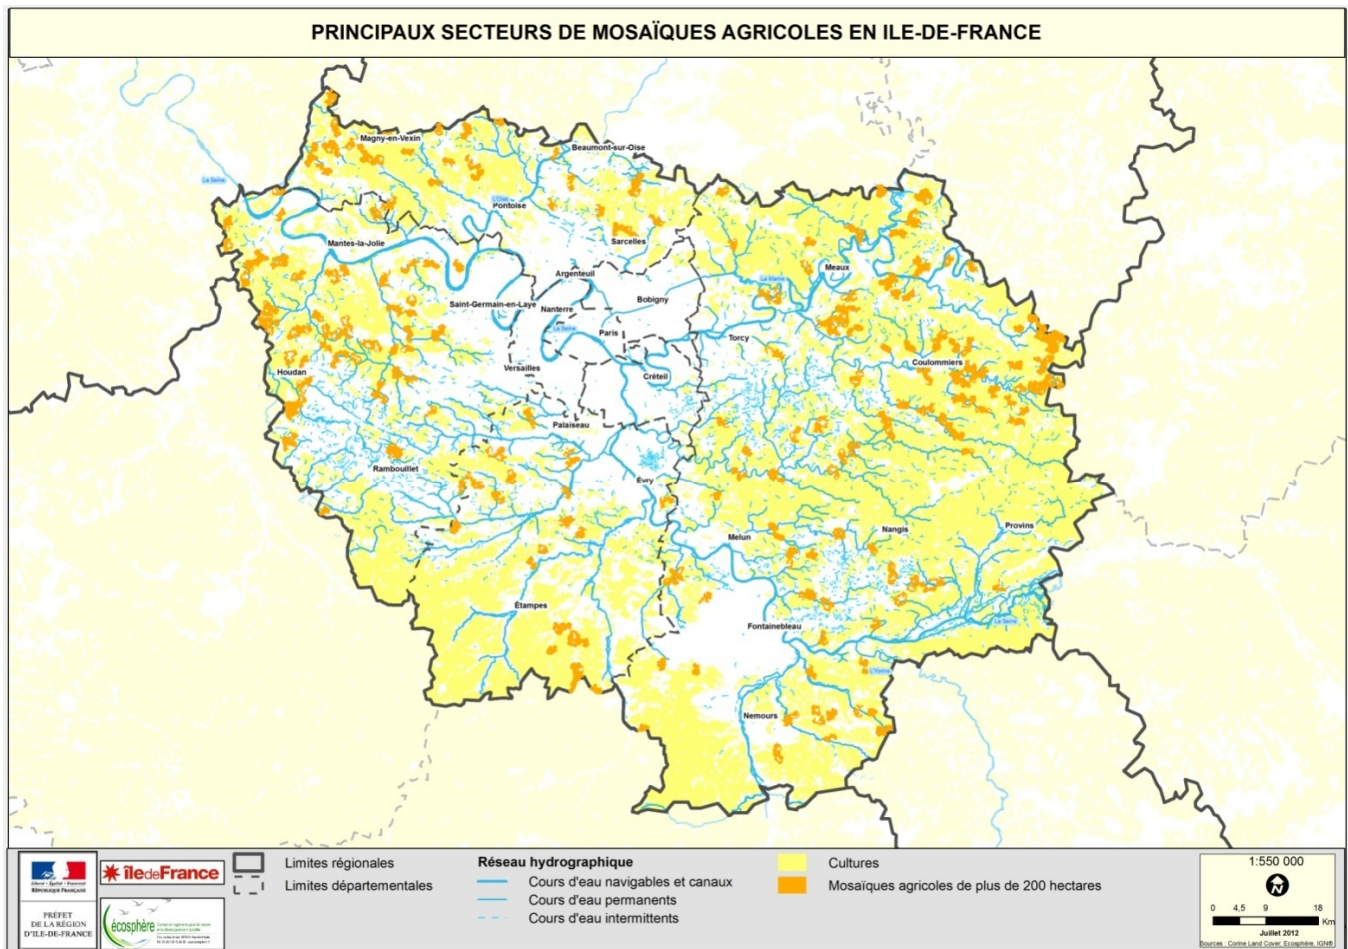 PRINCIPAUX SECTEURS DE MOSAÏQUES AGRICOLES EN ILE-DE-FRANCE
Magny-en-Vexin
Beaumont-sur-Oise
La Seine
L'Oise
Pontoise
Mantes-la-Jolie
Sarcelles
Argenteuil
Meaux
La Marne
Saint-Germain-en-Laye
Nanterre
Bobigny
La Seine
Paris
Torcy
Versailles
Créteil
Houdan
Coulommiers
Palaiseau
Rambouillet
Évry
Melun
Nangis
Provins
Étampes
Fontainebleau
La Seine
L'Yonne
Nemours
Liberté • Égalité • Fraternité
RÉPUBLIQUE FRANÇAISE
PRÉFET
DE LA RÉGION
D'ILE-DE-FRANCE
îledeFrance
écosphère
Limites régionales
Limites départementales
Réseau hydrographique
Cours d'eau navigables et canaux
Cours d'eau permanents
Cours d'eau intermittents
Cultures
Mosaïques agricoles de plus de 200 hectares
1:550 000
N
0 4,5 9 18
Km
Juillet 2012
Sources : Corine Land Cover, Ecosphère, IGN®